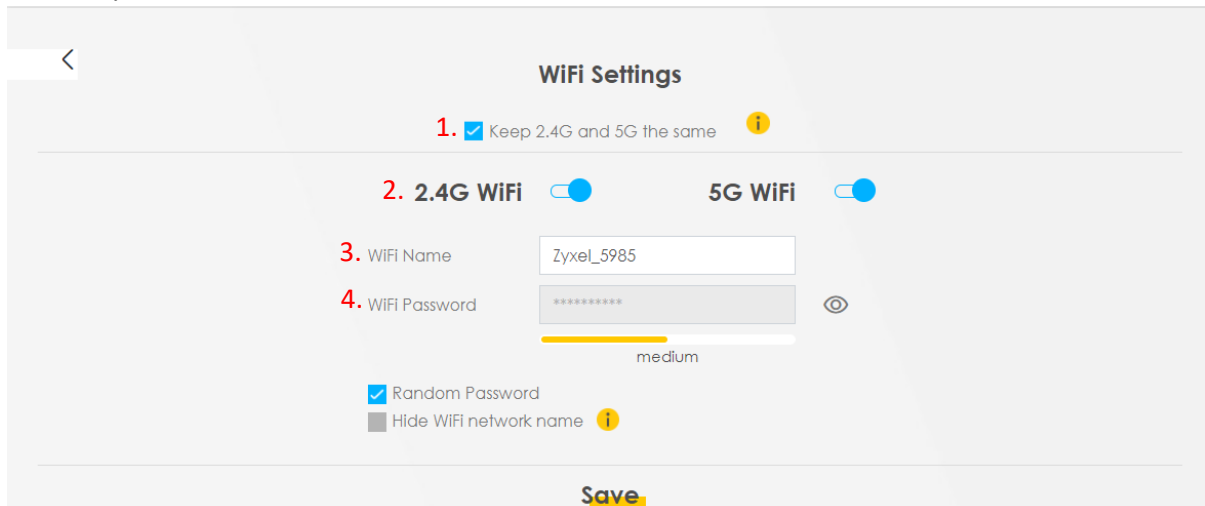 WiFi Settings
1. Keep 2.4G and 5G the same i
2. 2.4G WiFi 5G WiFi
3. WiFi Name Zyxel_5985
4. WiFi Password **********
medium
Random Password
Hide WiFi network name i
Save